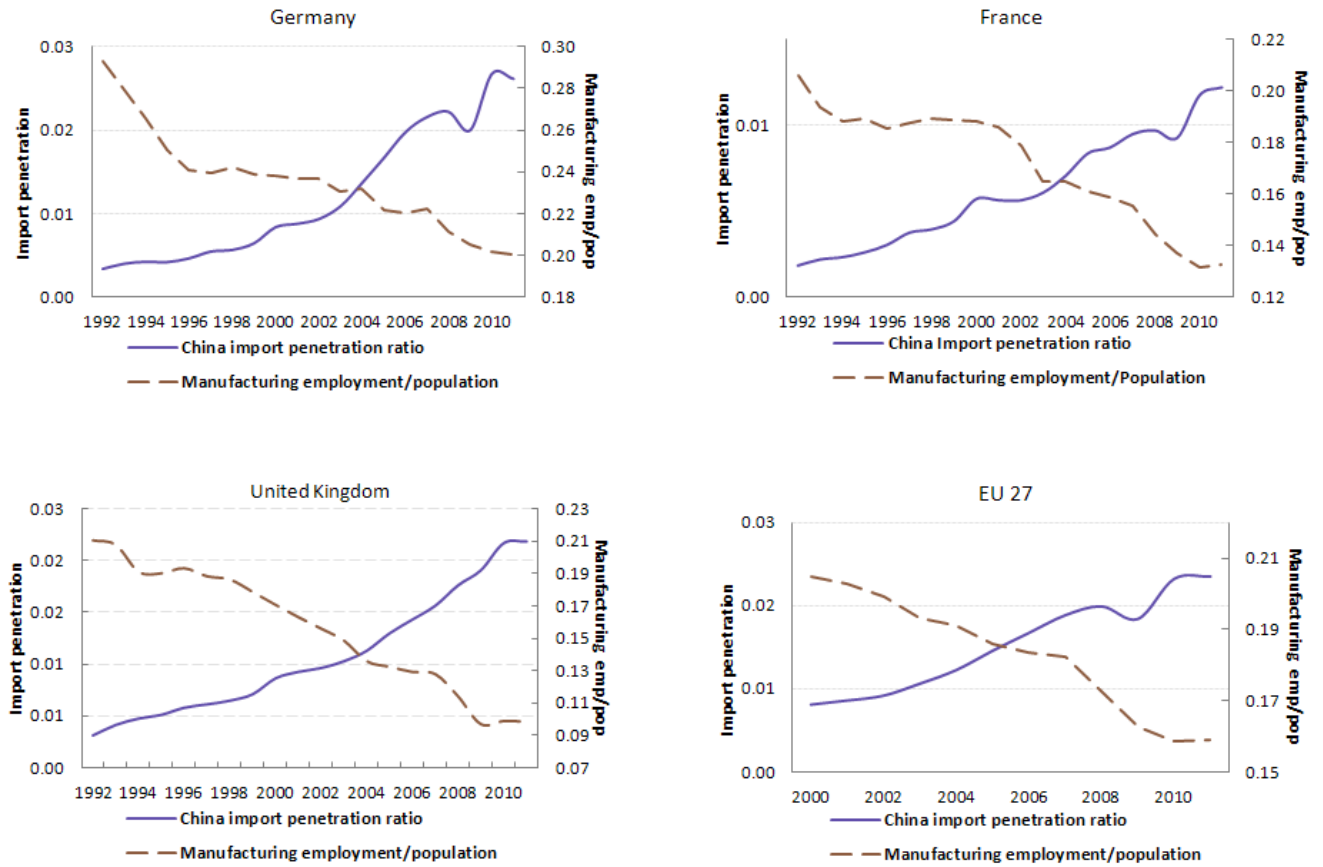 Germany
0.03
0.02
0.01
0.00
Import penetration
0.30
0.28
0.26
0.24
0.22
0.20
0.18
Manufacturing emp/pop
1992 1994 1996 1998 2000 2002 2004 2006 2008 2010
China import penetration ratio
Manufacturing employment/population
France
0.01
0.00
Import penetration
0.22
0.20
0.18
0.16
0.14
0.12
Manufacturing emp/pop
1992 1994 1996 1998 2000 2002 2004 2006 2008 2010
China Import penetration ratio
Manufacturing employment/Population
United Kingdom
0.03
0.02
0.02
0.01
0.01
0.00
Import penetration
0.23
0.21
0.19
0.17
0.15
0.13
0.11
0.09
0.07
Manufacturing emp/pop
1992 1994 1996 1998 2000 2002 2004 2006 2008 2010
China import penetration ratio
Manufacturing employment/population
EU 27
0.03
0.02
0.01
0.00
Import penetration
0.21
0.19
0.17
0.15
Manufacturing emp/pop
2000 2002 2004 2006 2008 2010
China import penetration ratio
Manufacturing employment/population